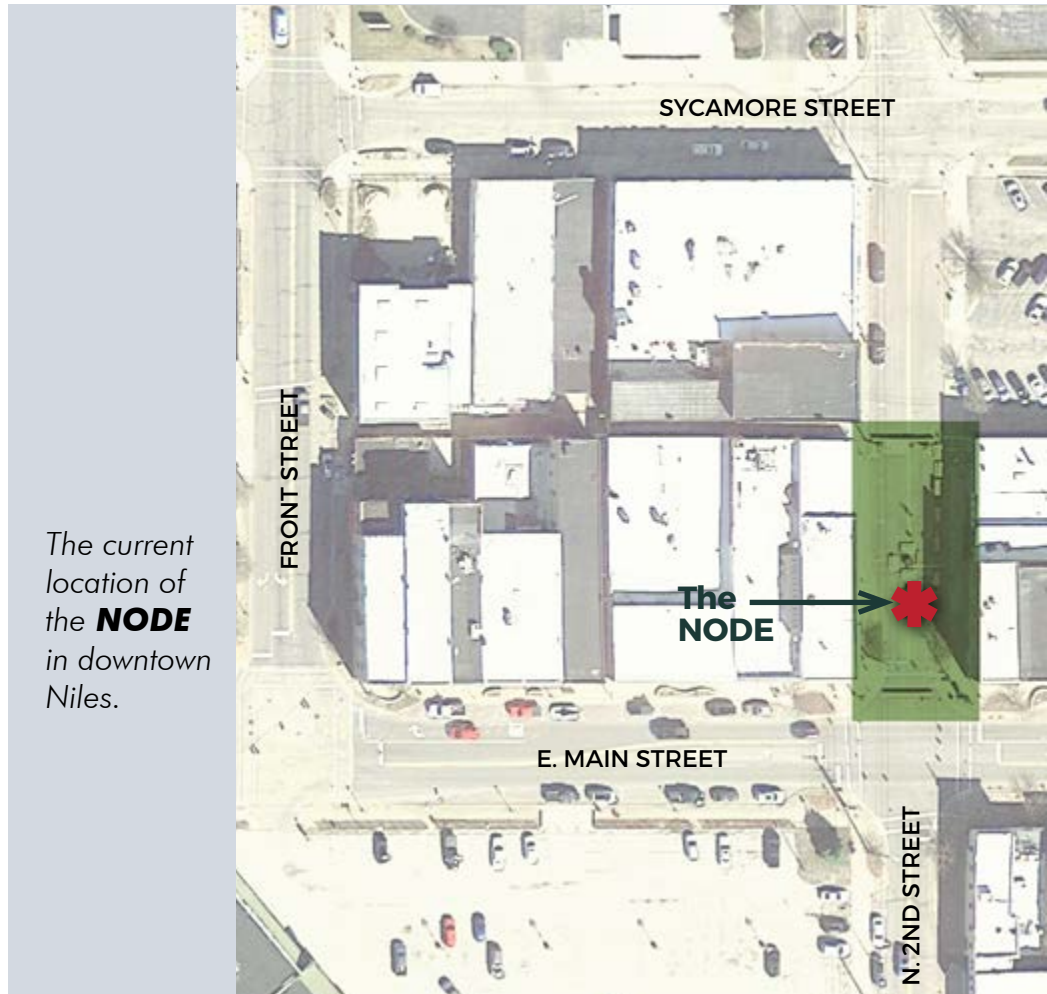 The current
location of
the NODE
in downtown
Niles.
SYCAMORE STREET
FRONT STREET
The
NODE
E. MAIN STREET
N. 2ND STREET